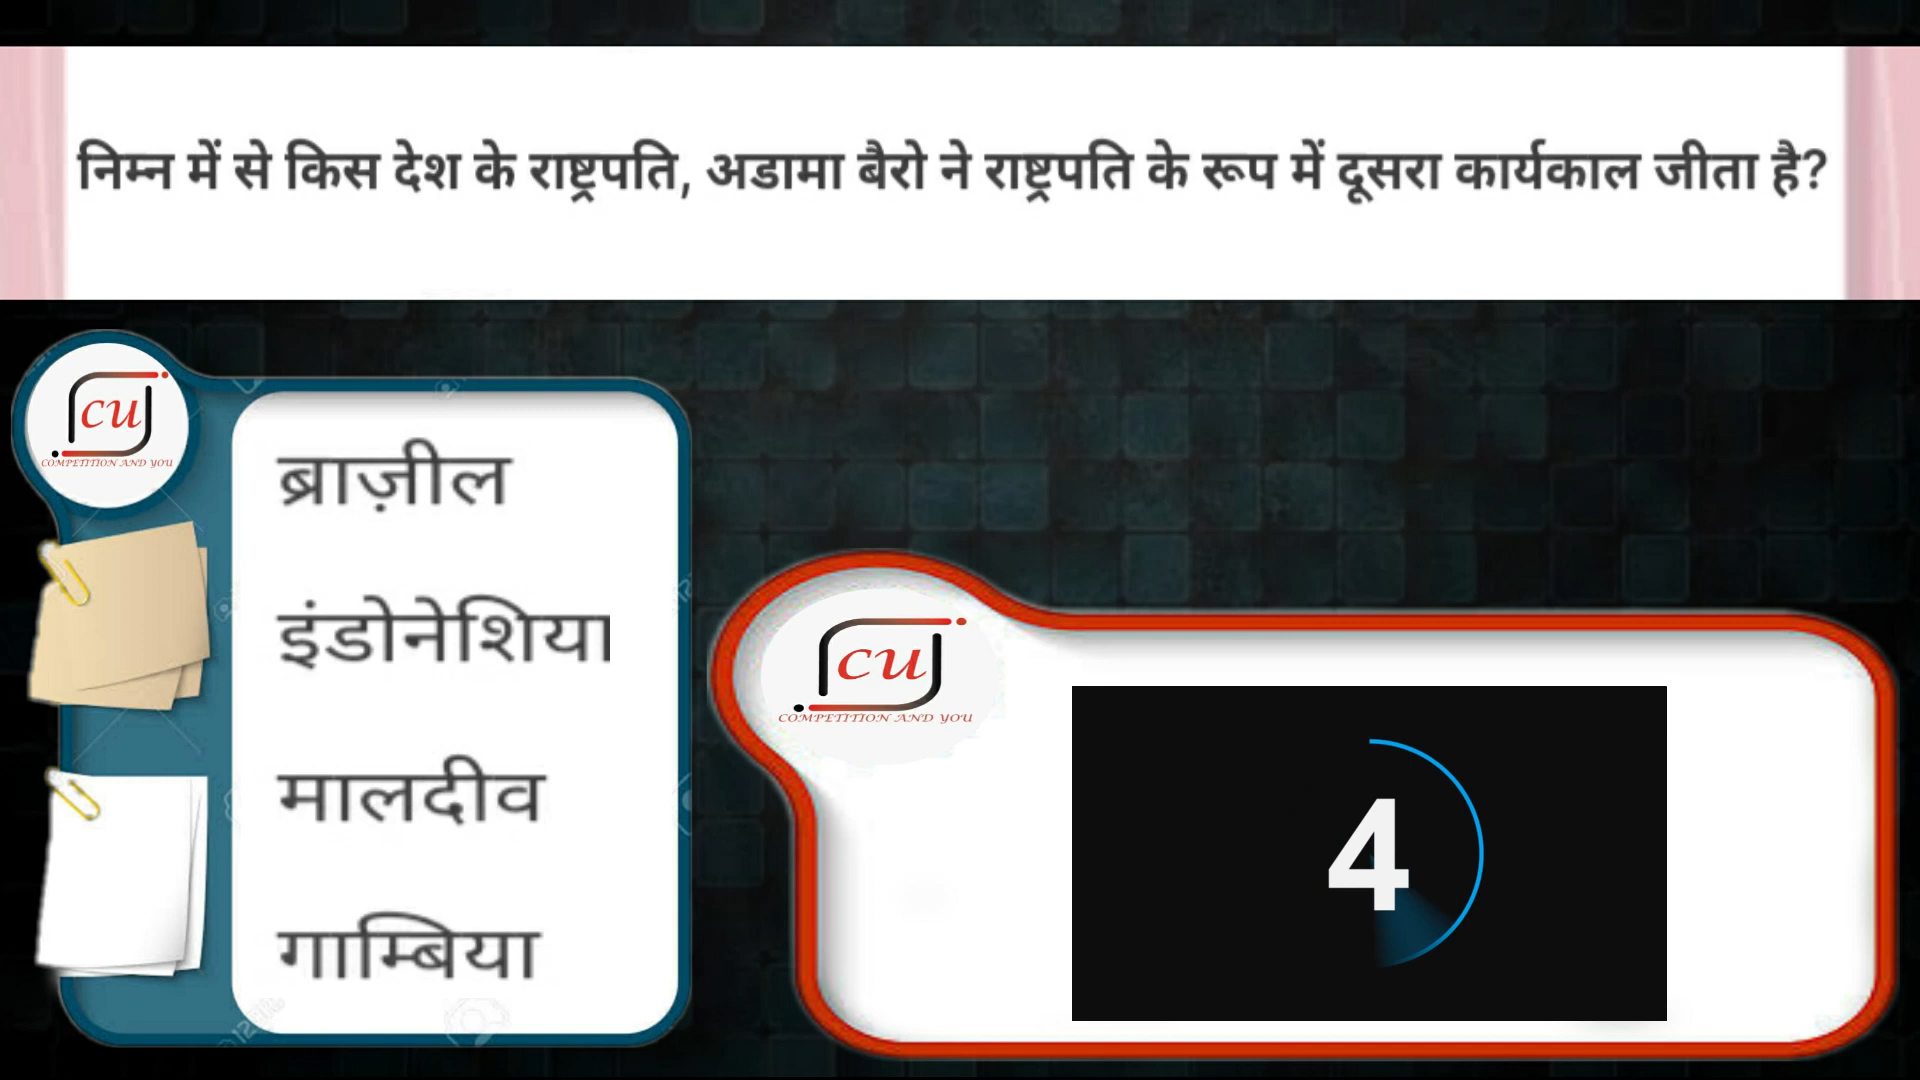 निम्न में से किस देश के राष्ट्रपति, अडामा बैरो ने राष्ट्रपति के रूप में दूसरा कार्यकाल जीता है?
cu
COMPETITION AND YOU
ब्राज़ील
इंडोनेशिया
मालदीव
गाम्बिया
cu
COMPETITION AND YOU
4